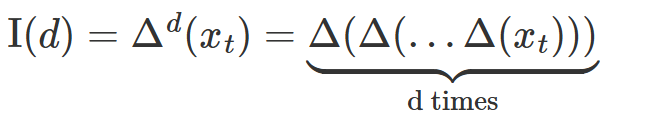 I(d) = Δ^d(x_t) = Δ(Δ(...Δ(x_t)))
d times